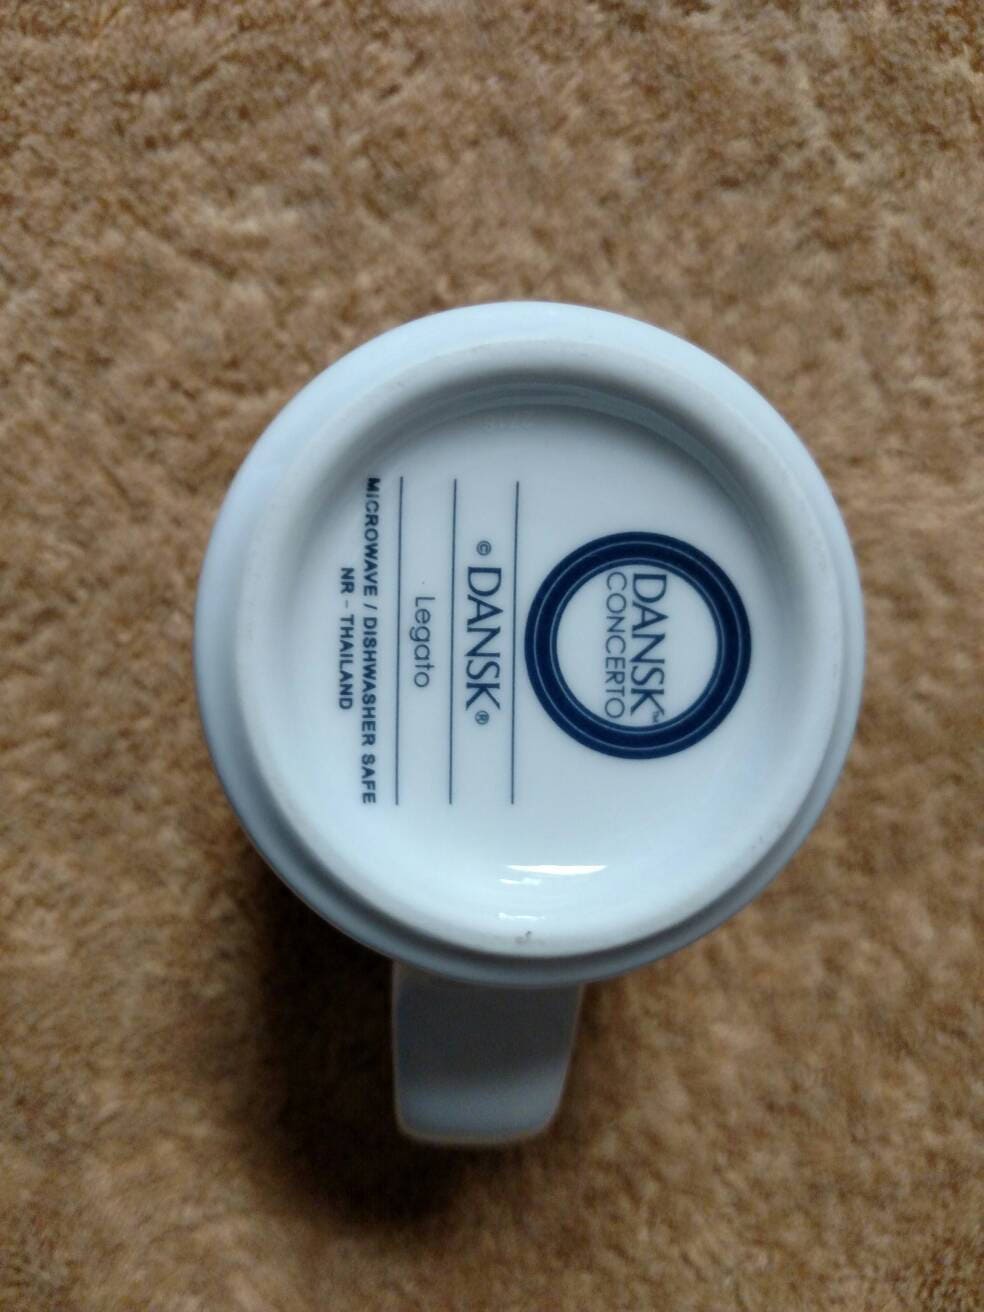 DANSK™
CONCERTO
© DANSK®
Legato
MICROWAVE / DISHWASHER SAFE
NR - THAILAND